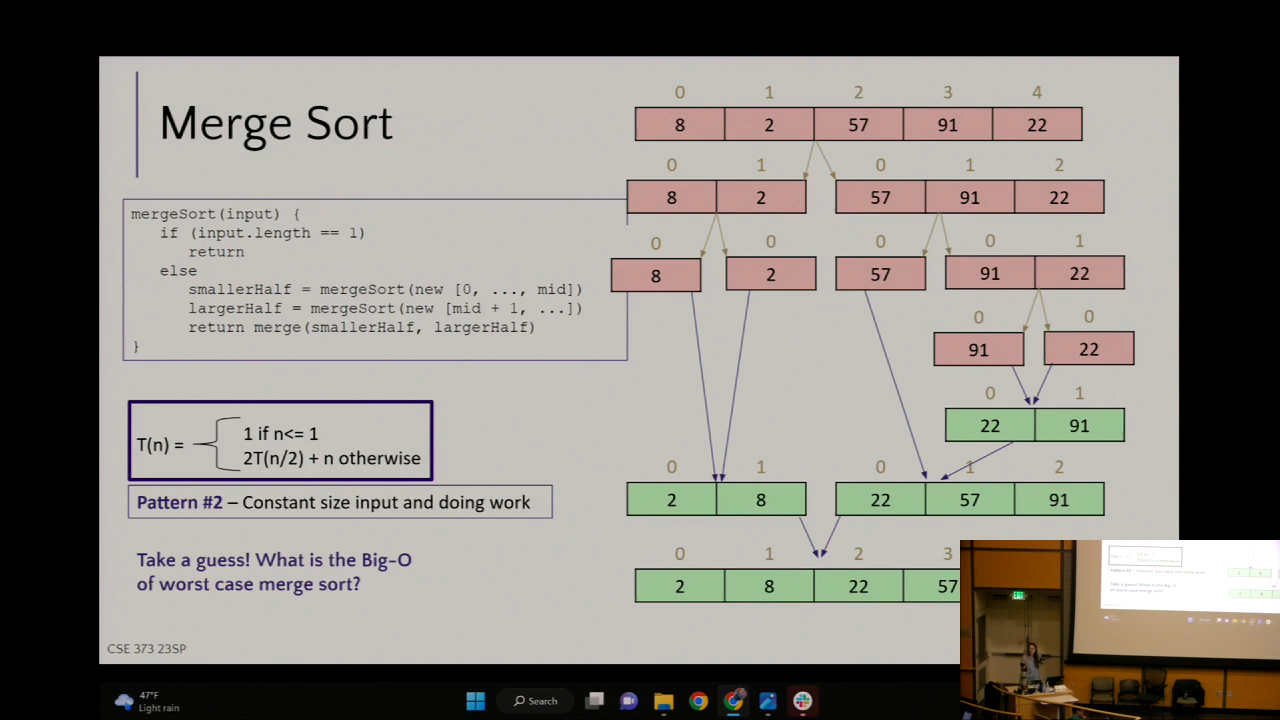 Merge Sort
mergeSort(input) {
if (input.length == 1)
return
else
smallerHalf = mergeSort(new [0, ..., mid])
largerHalf = mergeSort(new [mid + 1, ...])
return merge(smallerHalf, largerHalf)
}
T(n) =
1 if n<= 1
2T(n/2) + n otherwise
Pattern #2 – Constant size input and doing work
Take a guess! What is the Big-O
of worst case merge sort?
CSE 373 23SP
0 1 2 3 4
8 2 57 91 22
0 1 0 1 2
8 2 57 91 22
0 0 0 0 1
8 2 57 91 22
0 0
91 22
0 1
22 91
0 1 0 1 2
2 8 22 57 91
0 1 2 3
2 8 22 57
47°F
Light rain
Search